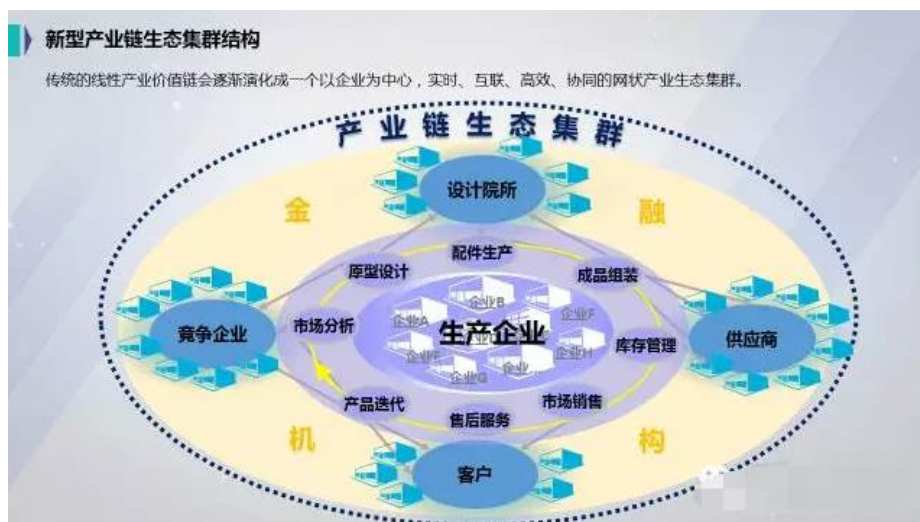 新型产业链生态集群结构
传统的线性产业价值链会逐渐演化成一个以企业为中心，实时、互联、高效、协同的网状产业生态集群。
产业链生态集群
设计院所
金
融
配件生产
原型设计
成品组装
企业B
企业A
企业F
市场分析
生产企业
竞争企业
供应商
库存管理
企业H
企业
企业G
产品迭代
市场销售
售后服务
机
构
客户